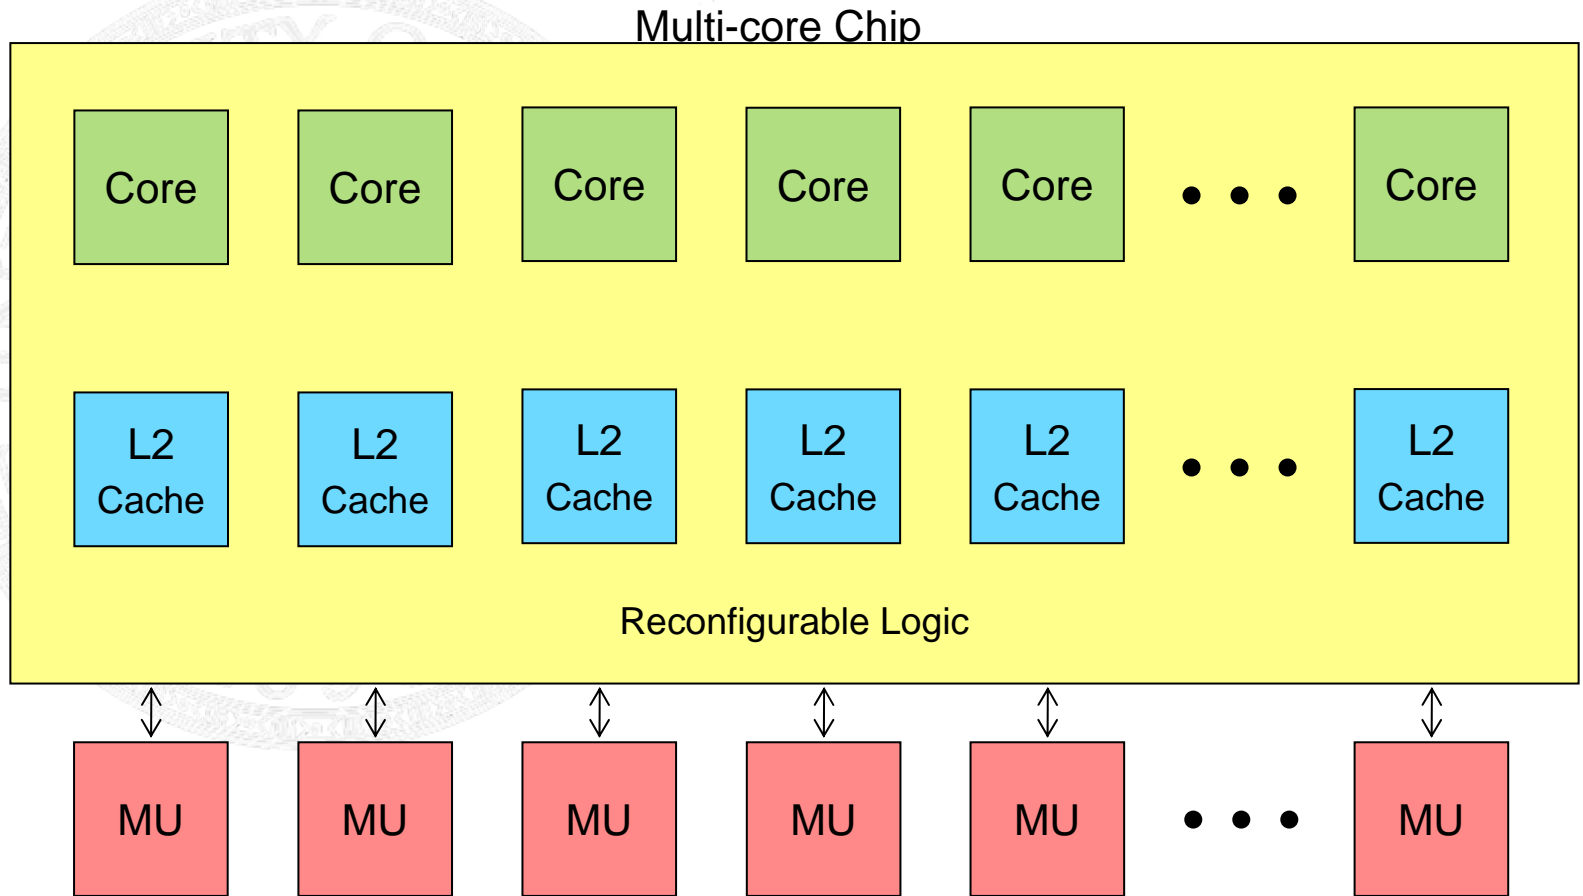 Multi-core Chip
Core Core Core Core Core • • • Core
L2 L2 L2 L2 L2 L2
Cache Cache Cache Cache Cache • • • Cache
Reconfigurable Logic
MU MU MU MU MU • • • MU